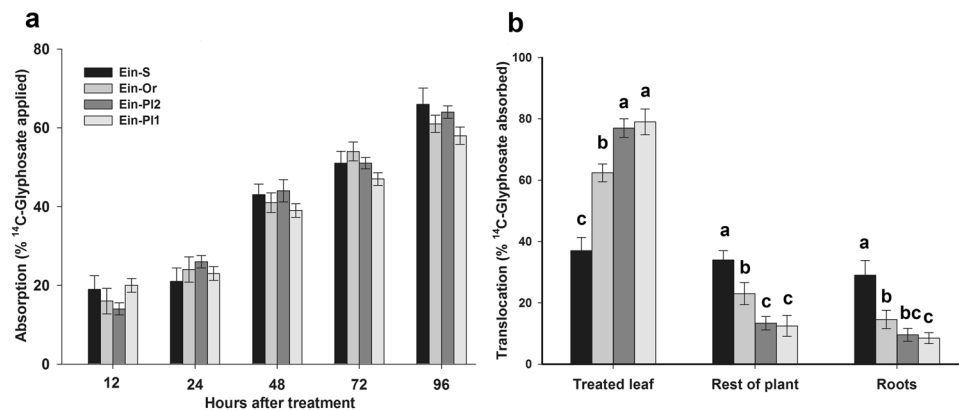 a
Absorption (% ¹⁴C-Glyphosate applied)
80
60
40
20
0
Ein-S
Ein-Or
Ein-Pl2
Ein-Pl1
12 24 48 72 96
Hours after treatment
b
Translocation (% ¹⁴C-Glyphosate absorbed)
100
80
60
40
20
0
c b a a
a b c c
a b bc c
Treated leaf Rest of plant Roots